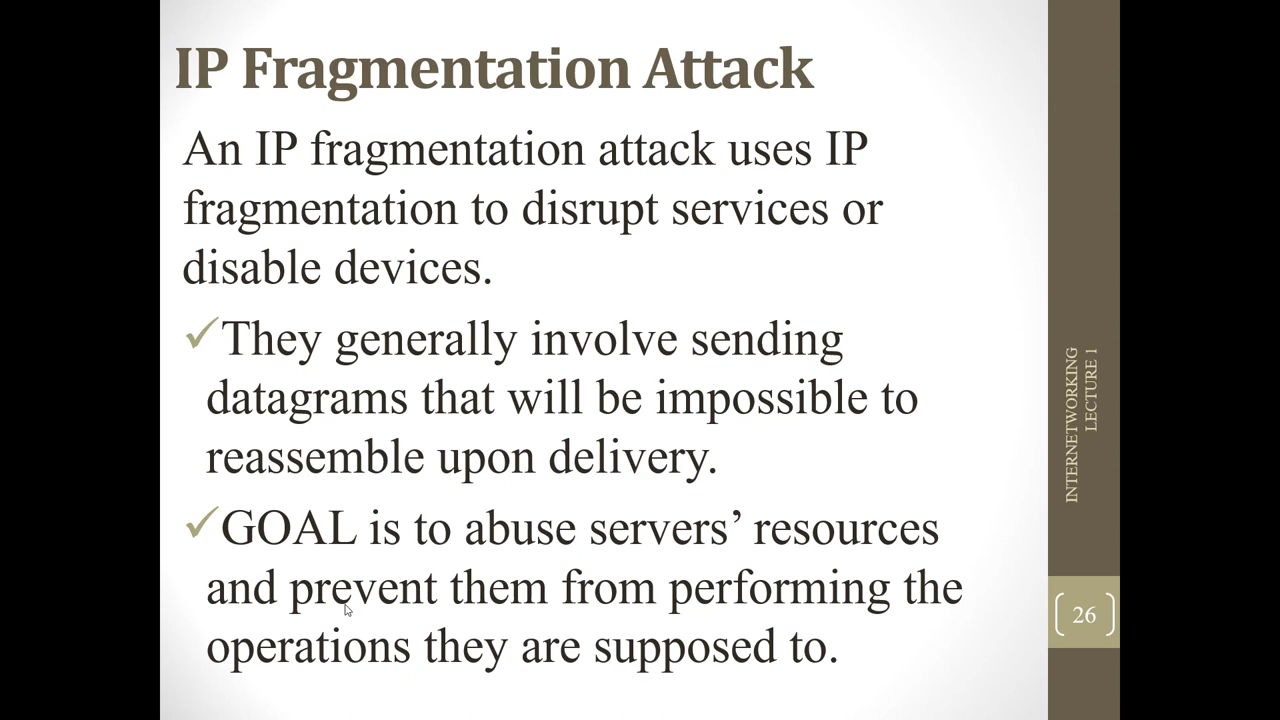 IP Fragmentation Attack
An IP fragmentation attack uses IP
fragmentation to disrupt services or
disable devices.
✓They generally involve sending
datagrams that will be impossible to
reassemble upon delivery.
✓GOAL is to abuse servers’ resources
and prevent them from performing the
operations they are supposed to.
INTERNETWORKING
LECTURE 1
26